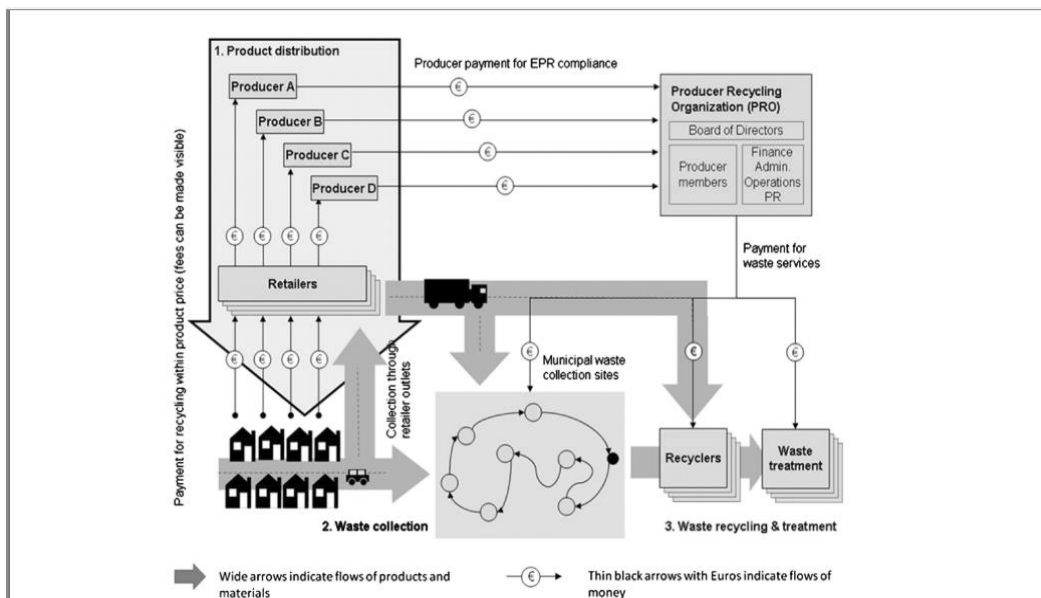 1. Product distribution
Producer payment for EPR compliance
Producer A
€
Producer B
€
Producer C
€
Producer D
€
Producer Recycling
Organization (PRO)
Board of Directors
Producer
members
Finance
Admin.
Operations
PR
Payment for recycling within product price (fees can be made visible)
€ € € €
Payment for
waste services
Retailers
€ € € €
Collection through
retailer outlets
€
Municipal waste
collection sites
€
€
Recyclers
Waste
treatment
2. Waste collection
3. Waste recycling & treatment
Wide arrows indicate flows of products and
materials
€
Thin black arrows with Euros indicate flows of
money